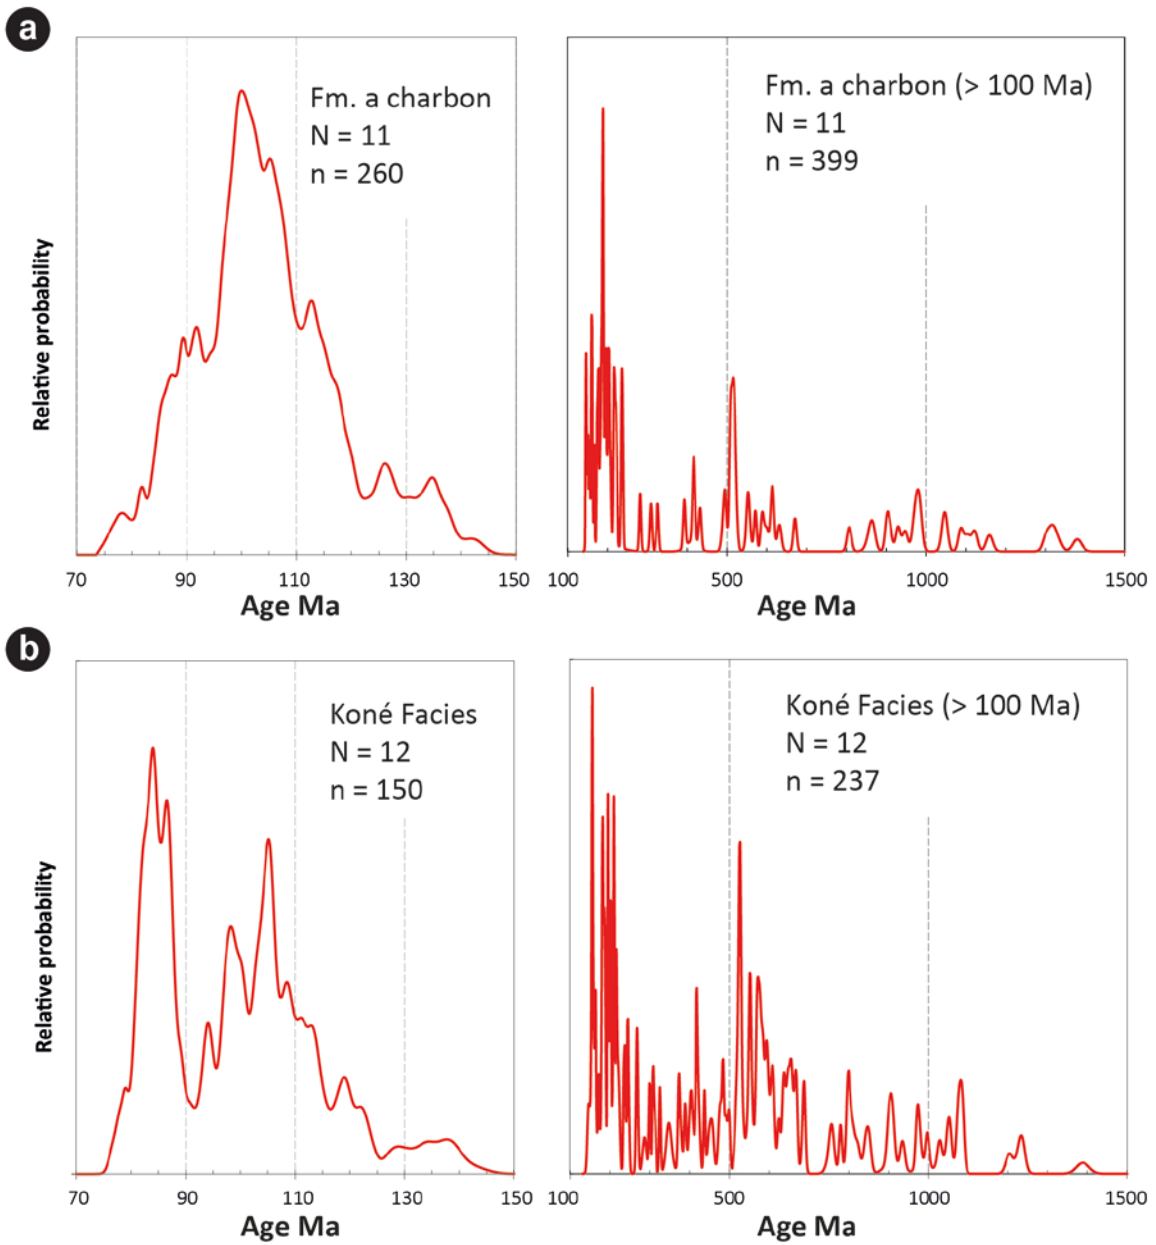 a
Fm. a charbon
N = 11
n = 260
Relative probability
70 90 110 130 150
Age Ma
Fm. a charbon (> 100 Ma)
N = 11
n = 399
100 500 1000 1500
Age Ma
b
Koné Facies
N = 12
n = 150
Relative probability
70 90 110 130 150
Age Ma
Koné Facies (> 100 Ma)
N = 12
n = 237
100 500 1000 1500
Age Ma